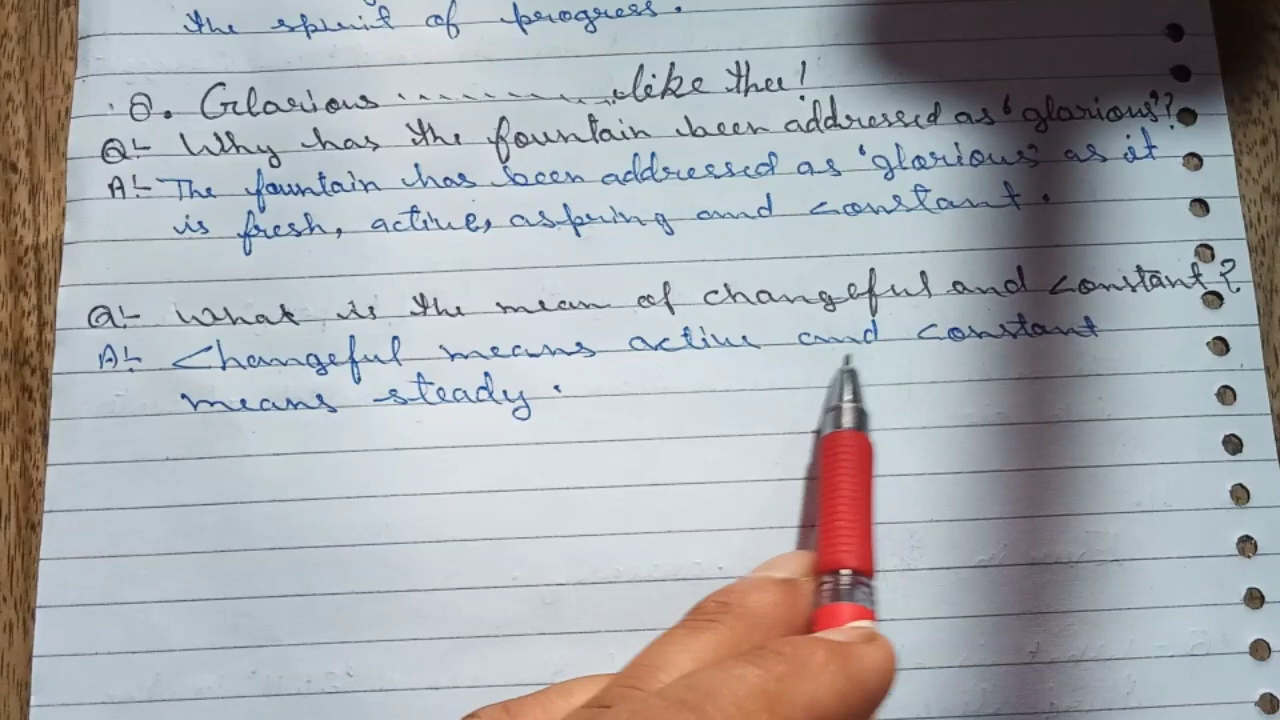 the spirit of progress.
Q. Glorious ............ like thee!
Q:- Why has the fountain been addressed as 'glorious'?
A:- The fountain has been addressed as 'glorious' as it
is fresh, active, aspring and constant.
Q:- What is the mean of changeful and constant?
A:- Changeful means active and constant
means steady.